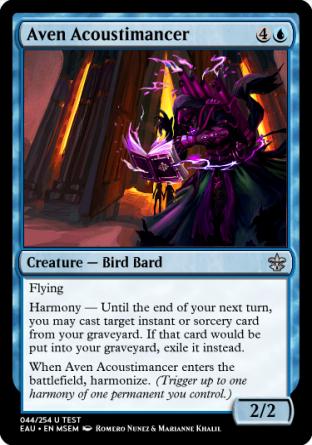 Aven Acoustimancer 4
Creature — Bird Bard
Flying
Harmony — Until the end of your next turn,
you may cast target instant or sorcery card
from your graveyard. If that card would
be put into your graveyard, exile it instead.
When Aven Acoustimancer enters the
battlefield, harmonize. (Trigger up to one
harmony of one permanent you control.)
2/2
044/254 U TEST
EAU • EN MSEM Romero Nunez & Marianne Khalil